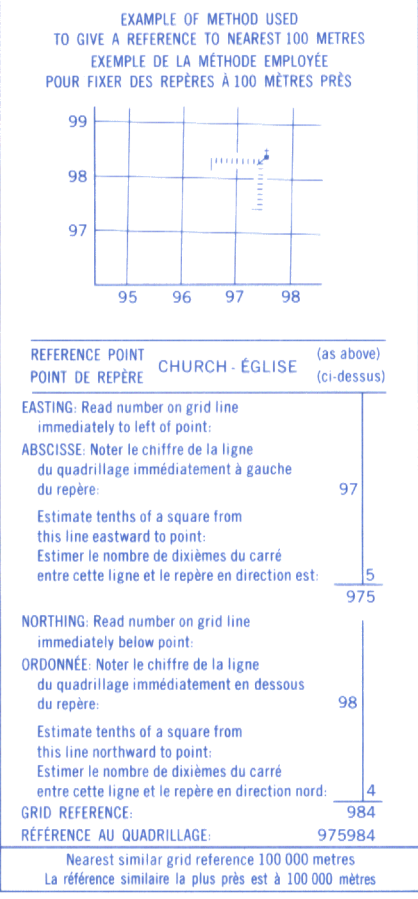 EXAMPLE OF METHOD USED
TO GIVE A REFERENCE TO NEAREST 100 METRES
EXEMPLE DE LA MÉTHODE EMPLOYÉE
POUR FIXER DES REPÈRES À 100 MÈTRES PRÈS
99
98
97
95 96 97 98
REFERENCE POINT
POINT DE REPÈRE
CHURCH - ÉGLISE
(as above)
(ci-dessus)
EASTING: Read number on grid line
immediately to left of point:
ABSCISSE: Noter le chiffre de la ligne
du quadrillage immédiatement à gauche
du repère: 97
Estimate tenths of a square from
this line eastward to point:
Estimer le nombre de dixièmes du carré
entre cette ligne et le repère en direction est: 5
975
NORTHING: Read number on grid line
immediately below point:
ORDONNÉE: Noter le chiffre de la ligne
du quadrillage immédiatement en dessous
du repère: 98
Estimate tenths of a square from
this line northward to point:
Estimer le nombre de dixièmes du carré
entre cette ligne et le repère en direction nord: 4
GRID REFERENCE: 984
RÉFÉRENCE AU QUADRILLAGE: 975984
Nearest similar grid reference 100 000 metres
La référence similaire la plus près est à 100 000 mètres